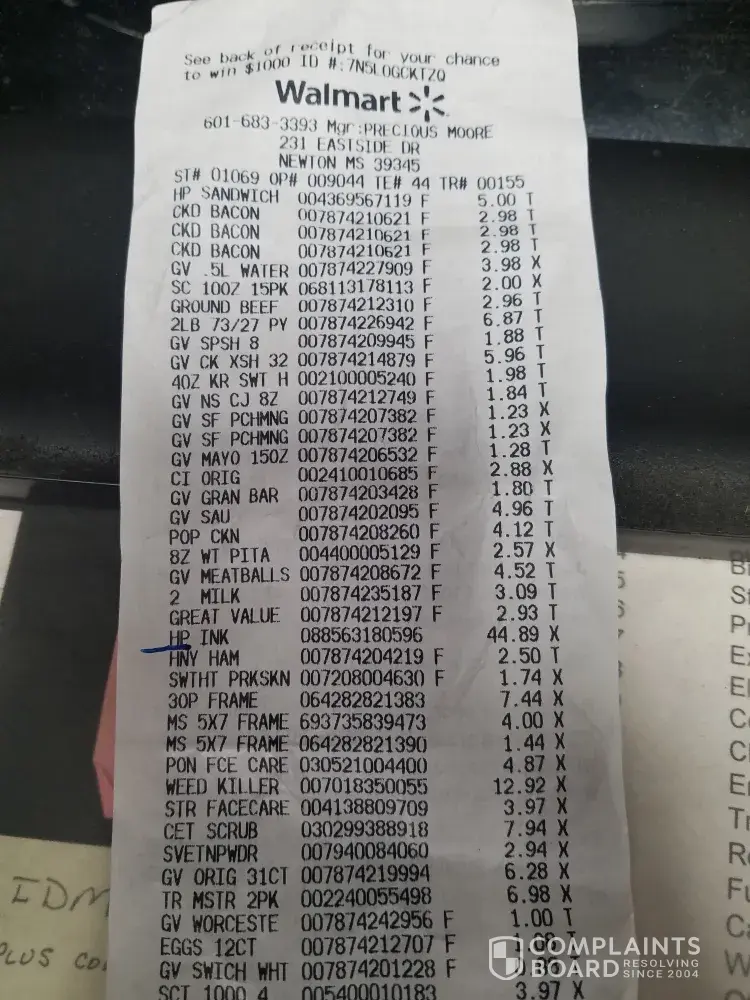 See back of receipt for your chance
to win $1000 ID #:7N5LOGCKTZQ
Walmart
601-683-3393 Mgr:PRECIOUS MOORE
231 EASTSIDE DR
NEWTON MS 39345
ST# 01069 OP# 009044 TE# 44 TR# 00155
HP SANDWICH 004369567119 F 5.00 T
CKD BACON 007874210621 F 2.98 T
CKD BACON 007874210621 F 2.98 T
CKD BACON 007874210621 F 2.98 T
GV .5L WATER 007874227909 F 3.98 X
SC 10OZ 15PK 068113178113 F 2.00 X
GROUND BEEF 007874212310 F 2.96 T
2LB 73/27 PY 007874226942 F 6.87 T
GV SPSH 8 007874209945 F 1.88 T
GV CK XSH 32 007874214879 F 5.96 T
4OZ KR SWT H 002100005240 F 1.98 T
GV NS CJ 8Z 007874212749 F 1.84 T
GV SF PCHMNG 007874207382 F 1.23 X
GV SF PCHMNG 007874207382 F 1.23 X
GV MAYO 15OZ 007874206532 F 1.28 T
CI ORIG 002410010685 F 2.88 X
GV GRAN BAR 007874203428 F 1.80 T
GV SAU 007874202095 F 4.96 T
POP CKN 007874208260 F 4.12 T
8Z WT PITA 004400005129 F 2.57 X
GV MEATBALLS 007874208672 F 4.52 T
2 MILK 007874235187 F 3.09 T
GREAT VALUE 007874212197 F 2.93 T
HP INK 088563180596 44.89 X
HNY HAM 007874204219 F 2.50 T
SWTHT PRKSKN 007208004630 F 1.74 X
3OP FRAME 064282821383 7.44 X
MS 5X7 FRAME 693735839473 4.00 X
MS 5X7 FRAME 064282821390 1.44 X
PON FCE CARE 030521004400 4.87 X
WEED KILLER 007018350055 12.92 X
STR FACECARE 004138809709 3.97 X
CET SCRUB 030299388918 7.94 X
SVETNPWDR 007940084060 2.94 X
GV ORIG 31CT 007874219994 6.28 X
TR MSTR 2PK 002240055498 6.98 X
GV WORCESTE 007874242956 F 1.00 T
EGGS 12CT 007874212707 F
GV SWICH WHT 007874201228 F
SCT 1000 4 005400010183 3.97 X
IDM
PLUS CO
COMPLAINTS
BOARD RESOLVING
SINCE 2004